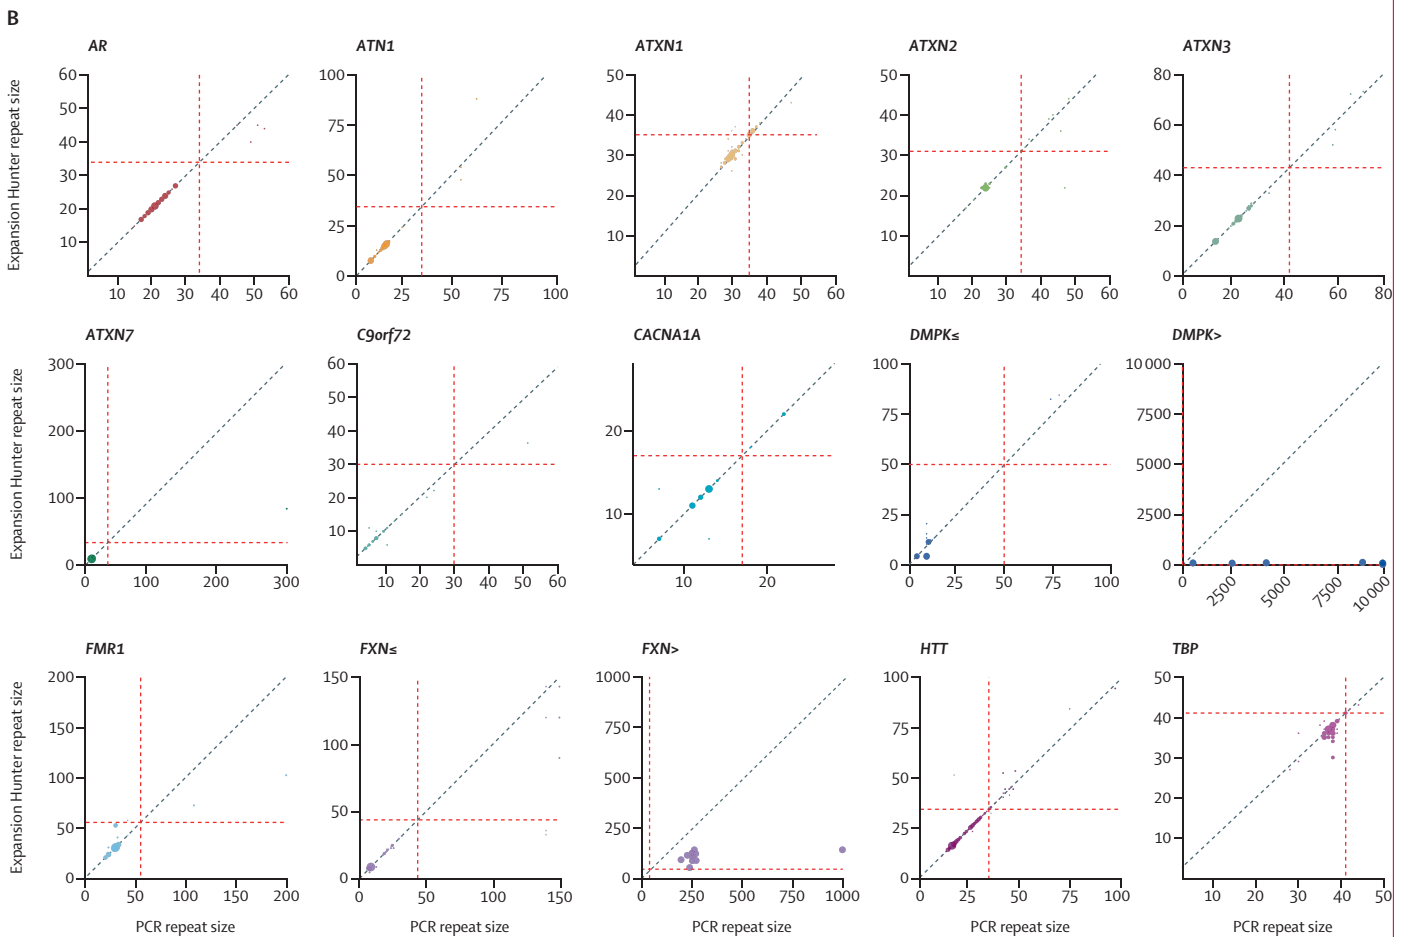 B
AR
ATN1
ATXN1
ATXN2
ATXN3
Expansion Hunter repeat size
60
50
40
30
20
10
10 20 30 40 50 60
100
75
50
25
0
0 25 50 75 100
50
40
30
20
10
10 20 30 40 50 60
50
40
30
20
10
10 20 30 40 50 60
80
60
40
20
0
0 20 40 60 80
ATXN7
C9orf72
CACNA1A
DMPK≤
DMPK>
Expansion Hunter repeat size
300
200
100
0
0 100 200 300
60
50
40
30
20
10
10 20 30 40 50 60
20
10
10 20
100
75
50
25
0
0 25 50 75 100
10 000
7500
5000
2500
0
0 2500 5000 7500 10 000
FMR1
FXN≤
FXN>
HTT
TBP
Expansion Hunter repeat size
200
150
100
50
0
0 50 100 150 200
150
100
50
0
0 50 100 150
1000
750
500
250
0
0 250 500 750 1000
100
75
50
25
0
0 25 50 75 100
50
40
30
20
10
10 20 30 40 50
PCR repeat size
PCR repeat size
PCR repeat size
PCR repeat size
PCR repeat size